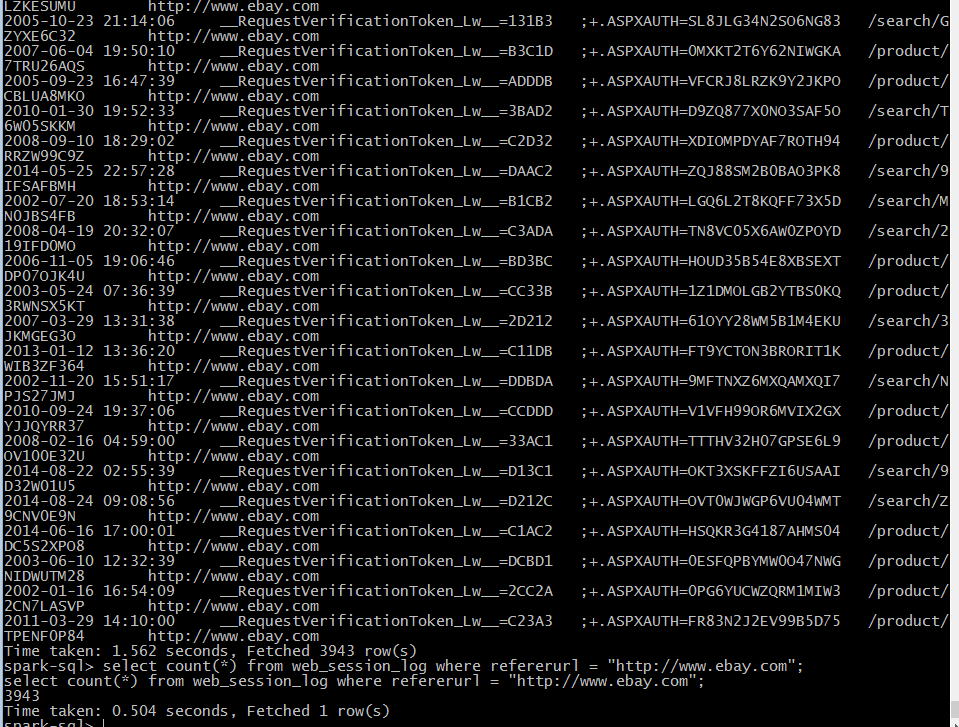 LZKESUMU http://www.ebay.com
2005-10-23 21:14:06 __RequestVerificationToken_Lw__=131B3 ;+.ASPXAUTH=SL8JLG34N2SO6NG83 /search/G
ZYXE6C32 http://www.ebay.com
2007-06-04 19:50:10 __RequestVerificationToken_Lw__=B3C1D ;+.ASPXAUTH=0MXKT2T6Y62NIWGKA /product/
7TRU26AQS http://www.ebay.com
2005-09-23 16:47:39 __RequestVerificationToken_Lw__=ADDDB ;+.ASPXAUTH=VFCRJ8LRZK9Y2JKPO /product/
CBLUA8MKO http://www.ebay.com
2010-01-30 19:52:33 __RequestVerificationToken_Lw__=3BAD2 ;+.ASPXAUTH=D9ZQ877X0NO3SAF5O /search/T
6W05SKKM http://www.ebay.com
2008-09-10 18:29:02 __RequestVerificationToken_Lw__=C2D32 ;+.ASPXAUTH=XDIOMPDYAF7ROTH94 /product/
RRZW99C9Z http://www.ebay.com
2014-05-25 22:57:28 __RequestVerificationToken_Lw__=DAAC2 ;+.ASPXAUTH=ZQJ88SM2B0BAO3PK8 /search/9
IFSAFBMH http://www.ebay.com
2002-07-20 18:53:14 __RequestVerificationToken_Lw__=B1CB2 ;+.ASPXAUTH=LGQ6L2T8KQFF73X5D /search/M
N0JBS4FB http://www.ebay.com
2008-04-19 20:32:07 __RequestVerificationToken_Lw__=C3ADA ;+.ASPXAUTH=TN8VC05X6AW0ZPOYD /search/2
19IFD0MO http://www.ebay.com
2006-11-05 19:06:46 __RequestVerificationToken_Lw__=BD3BC ;+.ASPXAUTH=HOUD35B54E8XBSEXT /product/
DP07OJK4U http://www.ebay.com
2003-05-24 07:36:39 __RequestVerificationToken_Lw__=CC33B ;+.ASPXAUTH=1Z1DMOLGB2YTBS0KQ /product/
3RWNSX5KT http://www.ebay.com
2007-03-29 13:31:38 __RequestVerificationToken_Lw__=2D212 ;+.ASPXAUTH=61OYY28WM5B1M4EKU /search/3
JKMGEG3O http://www.ebay.com
2013-01-12 13:36:20 __RequestVerificationToken_Lw__=C11DB ;+.ASPXAUTH=FT9YCTON3BRORIT1K /product/
WIB3ZF364 http://www.ebay.com
2002-11-20 15:51:17 __RequestVerificationToken_Lw__=DDBDA ;+.ASPXAUTH=9MFTNXZ6MXQAMXQI7 /search/N
PJS27JMJ http://www.ebay.com
2010-09-24 19:37:06 __RequestVerificationToken_Lw__=CCDDD ;+.ASPXAUTH=V1VFH99OR6MVIX2GX /product/
YJJQYRR37 http://www.ebay.com
2008-02-16 04:59:00 __RequestVerificationToken_Lw__=33AC1 ;+.ASPXAUTH=TTTHV32H07GPSE6L9 /product/
OV100E32U http://www.ebay.com
2014-08-22 02:55:39 __RequestVerificationToken_Lw__=D13C1 ;+.ASPXAUTH=OKT3XSKFFZI6USAAI /search/9
D32W01U5 http://www.ebay.com
2014-08-24 09:08:56 __RequestVerificationToken_Lw__=D212C ;+.ASPXAUTH=OVT0WJWGP6VU04WMT /search/Z
9CNV0E9N http://www.ebay.com
2014-06-16 17:00:01 __RequestVerificationToken_Lw__=C1AC2 ;+.ASPXAUTH=HSQKR3G4187AHMS04 /product/
DC5S2XPO8 http://www.ebay.com
2003-06-10 12:32:39 __RequestVerificationToken_Lw__=DCBD1 ;+.ASPXAUTH=0ESFQPBYMW0O47NWG /product/
NIDWUTM28 http://www.ebay.com
2002-01-16 16:54:09 __RequestVerificationToken_Lw__=2CC2A ;+.ASPXAUTH=0PG6YUCWZQRM1MIW3 /product/
2CN7LASVP http://www.ebay.com
2011-03-29 14:10:00 __RequestVerificationToken_Lw__=C23A3 ;+.ASPXAUTH=FR83N2J2EV99B5D75 /product/
TPENF0P84 http://www.ebay.com
Time taken: 1.562 seconds, Fetched 3943 row(s)
spark-sql> select count(*) from web_session_log where refererurl = "http://www.ebay.com";
select count(*) from web_session_log where refererurl = "http://www.ebay.com";
3943
Time taken: 0.504 seconds, Fetched 1 row(s)
spark-sql>